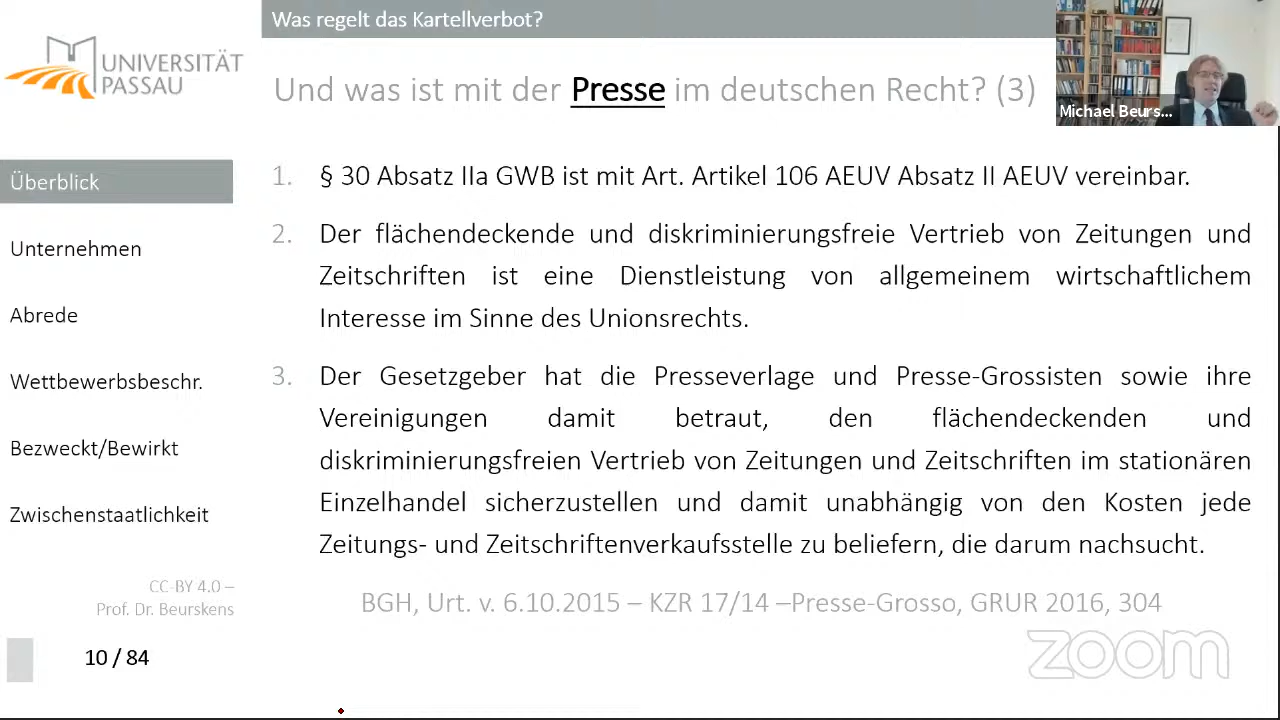 Was regelt das Kartellverbot?
UNIVERSITÄT
PASSAU
Und was ist mit der Presse im deutschen Recht? (3)
Michael Beurs...
Überblick
Unternehmen
Abrede
Wettbewerbsbeschr.
Bezweckt/Bewirkt
Zwischenstaatlichkeit
CC-BY 4.0 –
Prof. Dr. Beurskens
10 / 84
1. § 30 Absatz IIa GWB ist mit Art. Artikel 106 AEUV Absatz II AEUV vereinbar.
2. Der flächendeckende und diskriminierungsfreie Vertrieb von Zeitungen und
Zeitschriften ist eine Dienstleistung von allgemeinem wirtschaftlichem
Interesse im Sinne des Unionsrechts.
3. Der Gesetzgeber hat die Presseverlage und Presse-Grossisten sowie ihre
Vereinigungen damit betraut, den flächendeckenden und
diskriminierungsfreien Vertrieb von Zeitungen und Zeitschriften im stationären
Einzelhandel sicherzustellen und damit unabhängig von den Kosten jede
Zeitungs- und Zeitschriftenverkaufsstelle zu beliefern, die darum nachsucht.
BGH, Urt. v. 6.10.2015 – KZR 17/14 –Presse-Grosso, GRUR 2016, 304
zoom